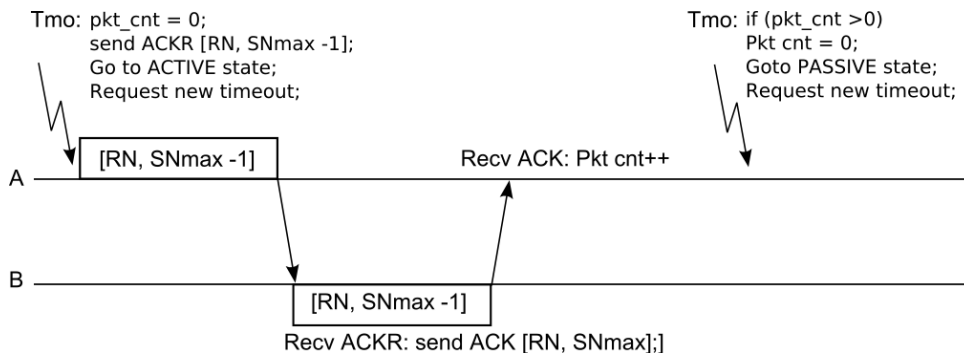 Tmo: pkt_cnt = 0;
send ACKR [RN, SNmax -1];
Go to ACTIVE state;
Request new timeout;
Tmo: if (pkt_cnt >0)
Pkt cnt = 0;
Goto PASSIVE state;
Request new timeout;
[RN, SNmax -1]
Recv ACK: Pkt cnt++
A
B
[RN, SNmax -1]
Recv ACKR: send ACK [RN, SNmax];]